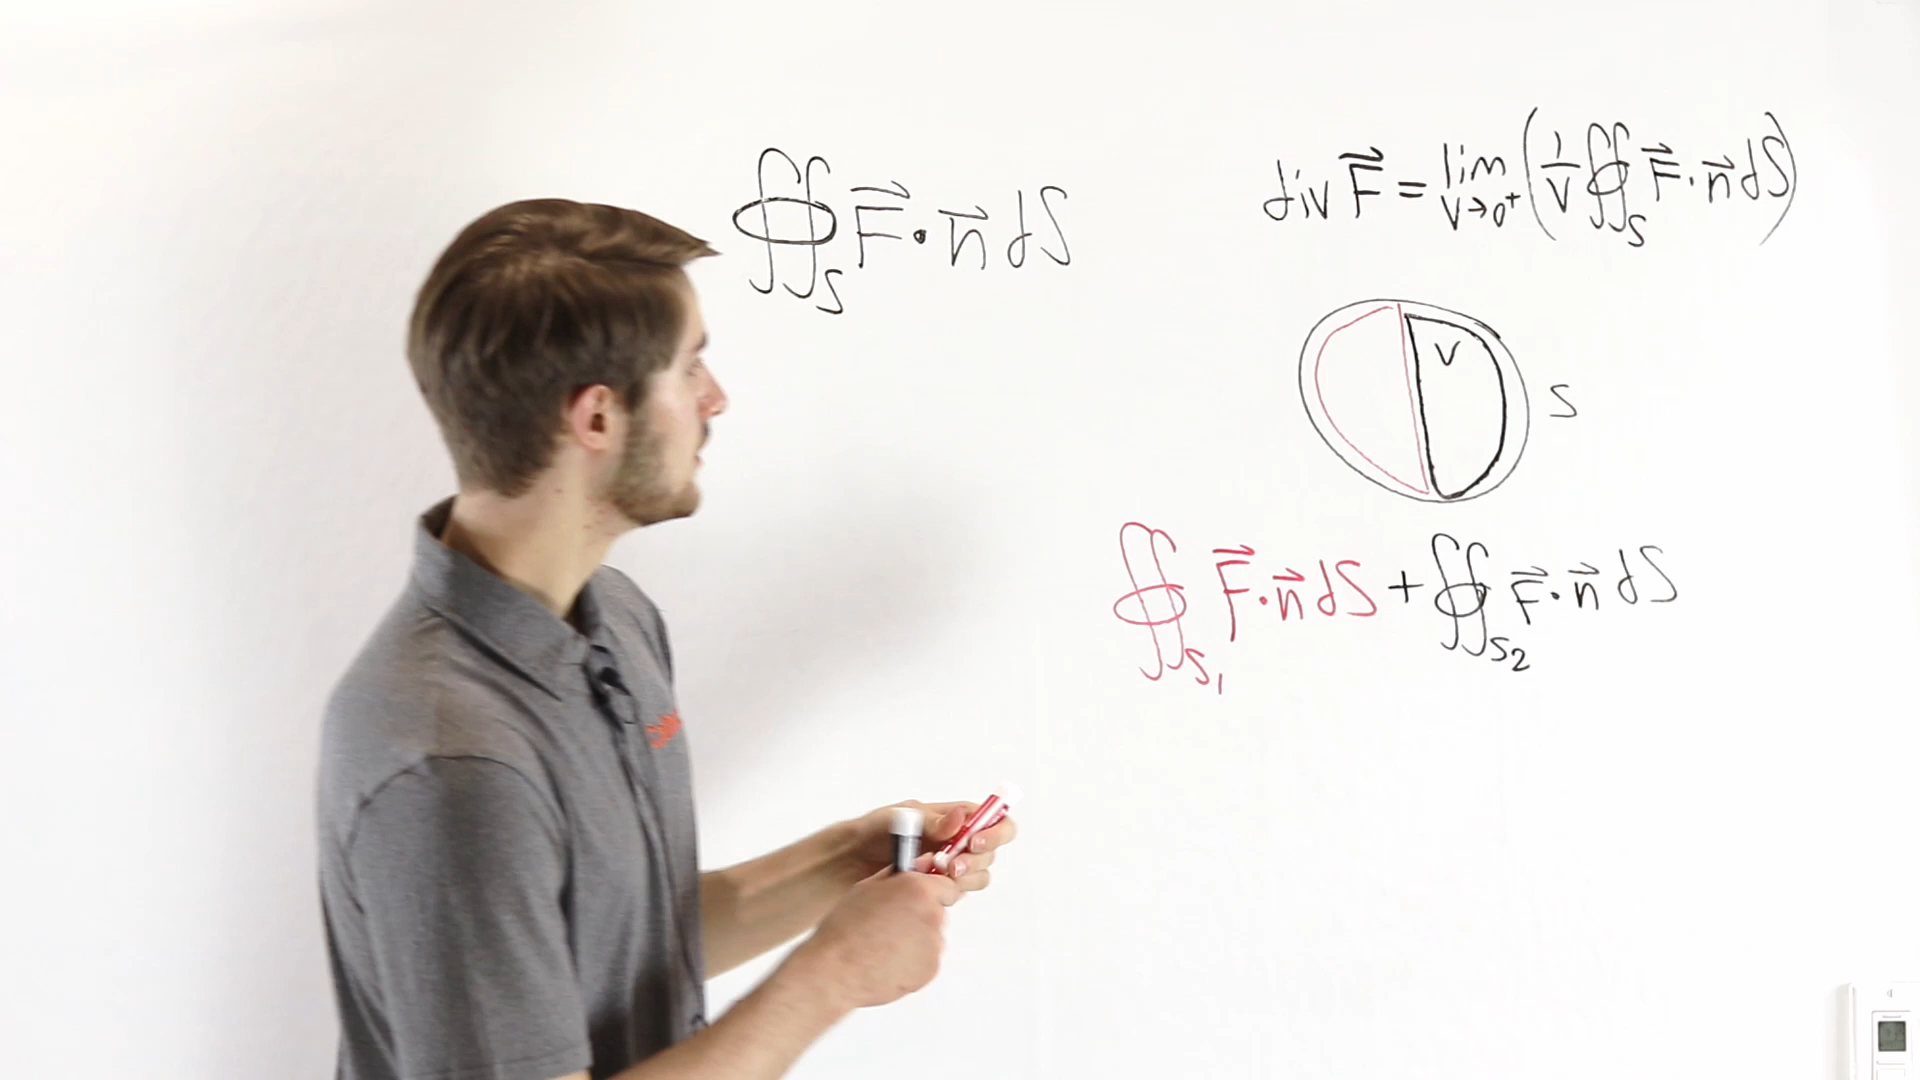 ∯_S F⃗ · n⃗ dS
div F⃗ = lim_{V→0⁺} (1/V ∯_S F⃗ · n⃗ dS)
V
S
∯_{S₁} F⃗ · n⃗ dS + ∯_{S₂} F⃗ · n⃗ dS